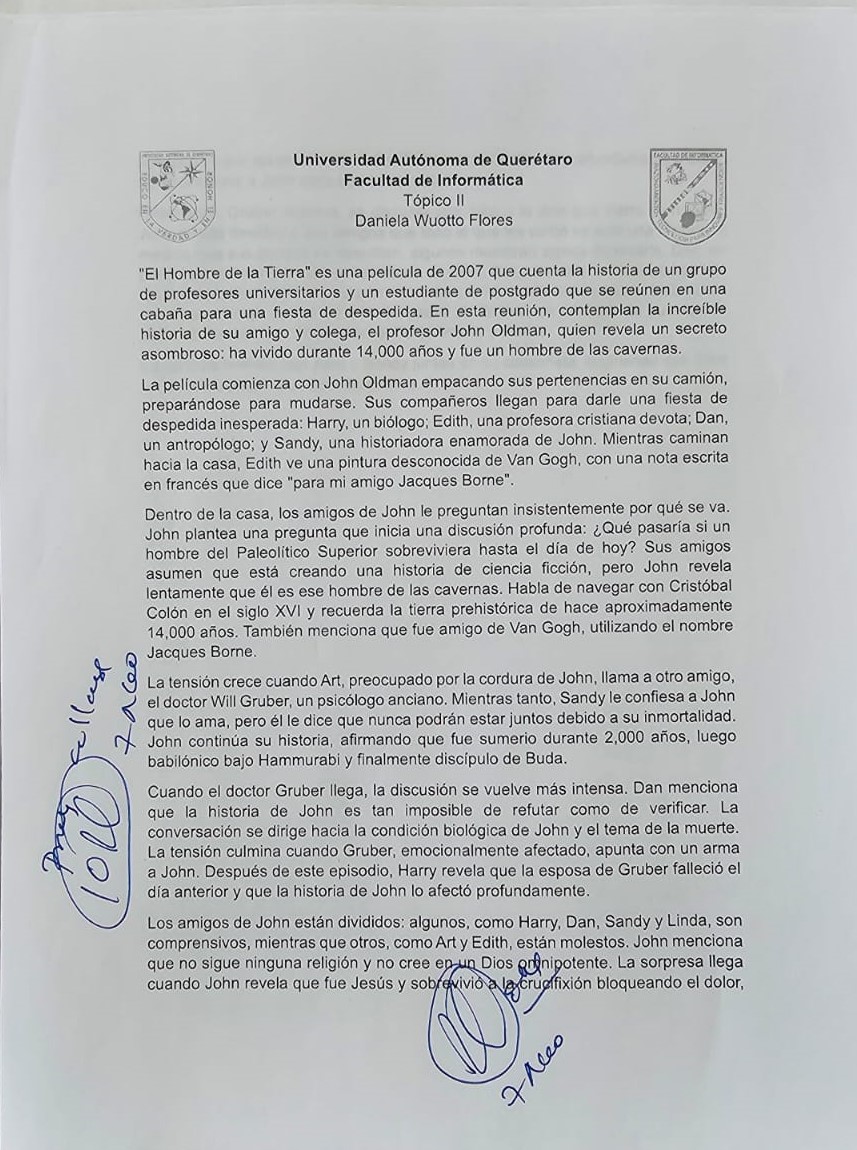 Universidad Autónoma de Querétaro
Facultad de Informática
Tópico II
Daniela Wuotto Flores
FACULTAD DE INFORMATICA
"El Hombre de la Tierra" es una película de 2007 que cuenta la historia de un grupo
de profesores universitarios y un estudiante de postgrado que se reúnen en una
cabaña para una fiesta de despedida. En esta reunión, contemplan la increíble
historia de su amigo y colega, el profesor John Oldman, quien revela un secreto
asombroso: ha vivido durante 14,000 años y fue un hombre de las cavernas.
La película comienza con John Oldman empacando sus pertenencias en su camión,
preparándose para mudarse. Sus compañeros llegan para darle una fiesta de
despedida inesperada: Harry, un biólogo; Edith, una profesora cristiana devota; Dan,
un antropólogo; y Sandy, una historiadora enamorada de John. Mientras caminan
hacia la casa, Edith ve una pintura desconocida de Van Gogh, con una nota escrita
en francés que dice "para mi amigo Jacques Borne".
Dentro de la casa, los amigos de John le preguntan insistentemente por qué se va.
John plantea una pregunta que inicia una discusión profunda: ¿Qué pasaría si un
hombre del Paleolítico Superior sobreviviera hasta el día de hoy? Sus amigos
asumen que está creando una historia de ciencia ficción, pero John revela
lentamente que él es ese hombre de las cavernas. Habla de navegar con Cristóbal
Colón en el siglo XVI y recuerda la tierra prehistórica de hace aproximadamente
14,000 años. También menciona que fue amigo de Van Gogh, utilizando el nombre
Jacques Borne.
La tensión crece cuando Art, preocupado por la cordura de John, llama a otro amigo,
el doctor Will Gruber, un psicólogo anciano. Mientras tanto, Sandy le confiesa a John
que lo ama, pero él le dice que nunca podrán estar juntos debido a su inmortalidad.
John continúa su historia, afirmando que fue sumerio durante 2,000 años, luego
babilónico bajo Hammurabi y finalmente discípulo de Buda.
Cuando el doctor Gruber llega, la discusión se vuelve más intensa. Dan menciona
que la historia de John es tan imposible de refutar como de verificar. La
conversación se dirige hacia la condición biológica de John y el tema de la muerte.
La tensión culmina cuando Gruber, emocionalmente afectado, apunta con un arma
a John. Después de este episodio, Harry revela que la esposa de Gruber falleció el
día anterior y que la historia de John lo afectó profundamente.
Los amigos de John están divididos: algunos, como Harry, Dan, Sandy y Linda, son
comprensivos, mientras que otros, como Art y Edith, están molestos. John menciona
que no sigue ninguna religión y no cree en un Dios omnipotente. La sorpresa llega
cuando John revela que fue Jesús y sobrevivió a la crucifixión bloqueando el dolor,
10